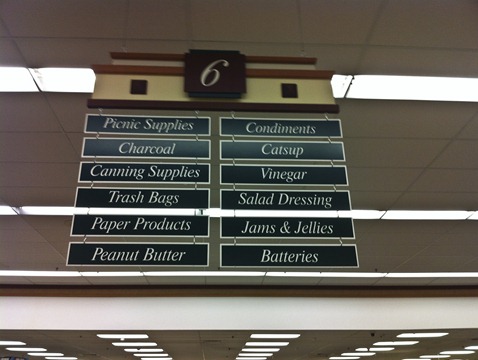 6
Picnic Supplies
Charcoal
Canning Supplies
Trash Bags
Paper Products
Peanut Butter
Condiments
Catsup
Vinegar
Salad Dressing
Jams & Jellies
Batteries